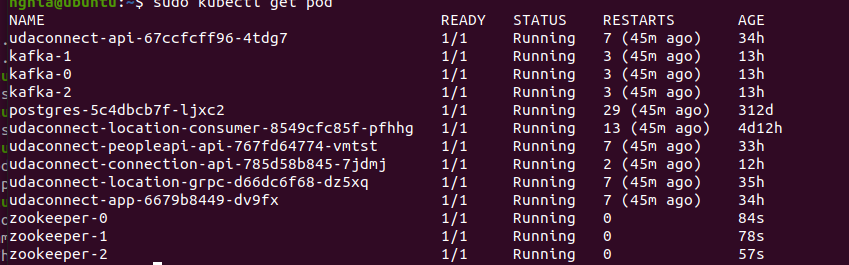 nghia@ubuntu:~$ sudo kubectl get pod
NAME READY STATUS RESTARTS AGE
udaconnect-api-67ccfcff96-4tdg7 1/1 Running 7 (45m ago) 34h
kafka-1 1/1 Running 3 (45m ago) 13h
kafka-0 1/1 Running 3 (45m ago) 13h
kafka-2 1/1 Running 3 (45m ago) 13h
postgres-5c4dbcb7f-ljxc2 1/1 Running 29 (45m ago) 312d
udaconnect-location-consumer-8549cfc85f-pfhhg 1/1 Running 13 (45m ago) 4d12h
udaconnect-peopleapi-api-767fd64774-vmtst 1/1 Running 7 (45m ago) 33h
udaconnect-connection-api-785d58b845-7jdmj 1/1 Running 2 (45m ago) 12h
udaconnect-location-grpc-d66dc6f68-dz5xq 1/1 Running 7 (45m ago) 35h
udaconnect-app-6679b8449-dv9fx 1/1 Running 7 (45m ago) 34h
zookeeper-0 1/1 Running 0 84s
zookeeper-1 1/1 Running 0 78s
zookeeper-2 1/1 Running 0 57s